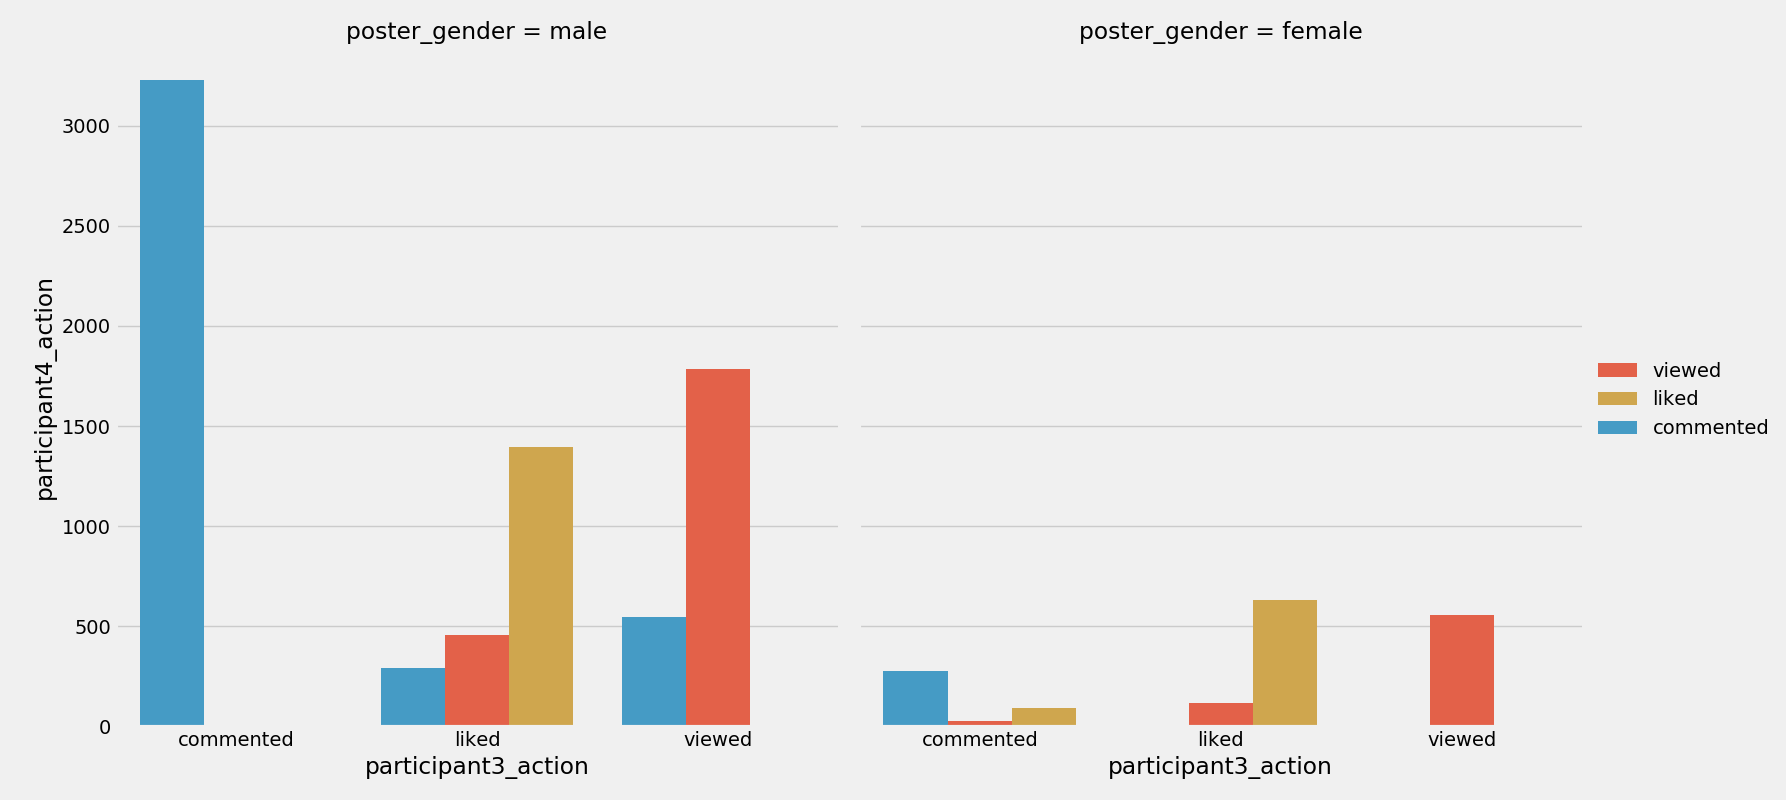 poster_gender = male
poster_gender = female
participant4_action
3000
2500
2000
1500
1000
500
0
commented
liked
viewed
participant3_action
commented
liked
viewed
participant3_action
viewed
liked
commented